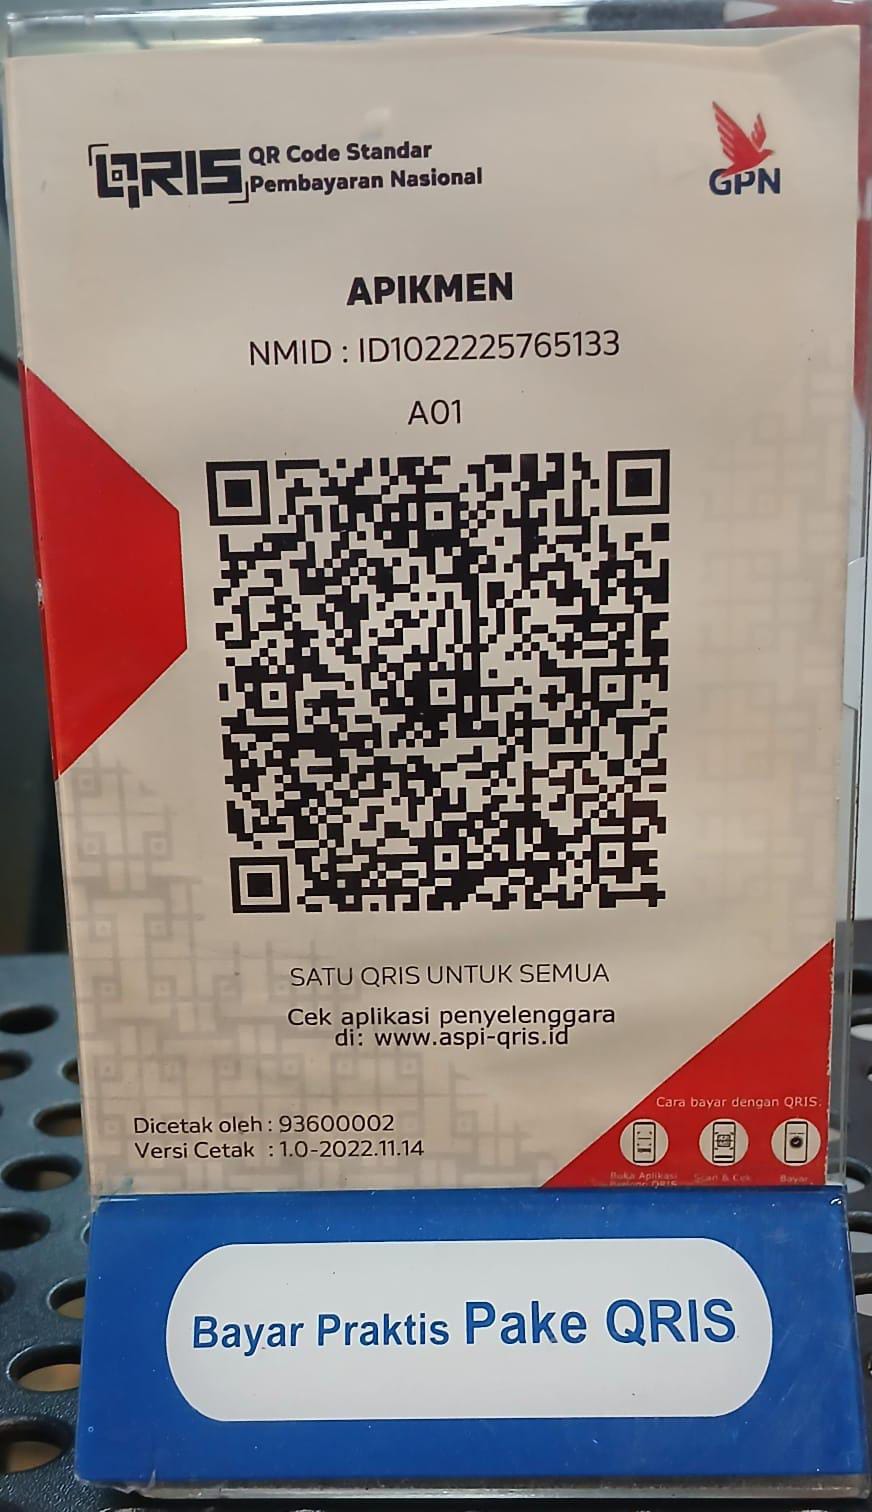 QRIS QR Code Standar
Pembayaran Nasional
GPN
APIKMEN
NMID : ID1022225765133
A01
SATU QRIS UNTUK SEMUA
Cek aplikasi penyelenggara
di: www.aspi-qris.id
Dicetak oleh : 93600002
Versi Cetak : 1.0-2022.11.14
Cara bayar dengan QRIS.
Buka Aplikasi
Scan & Cek
Bayar
Bayar Praktis Pake QRIS